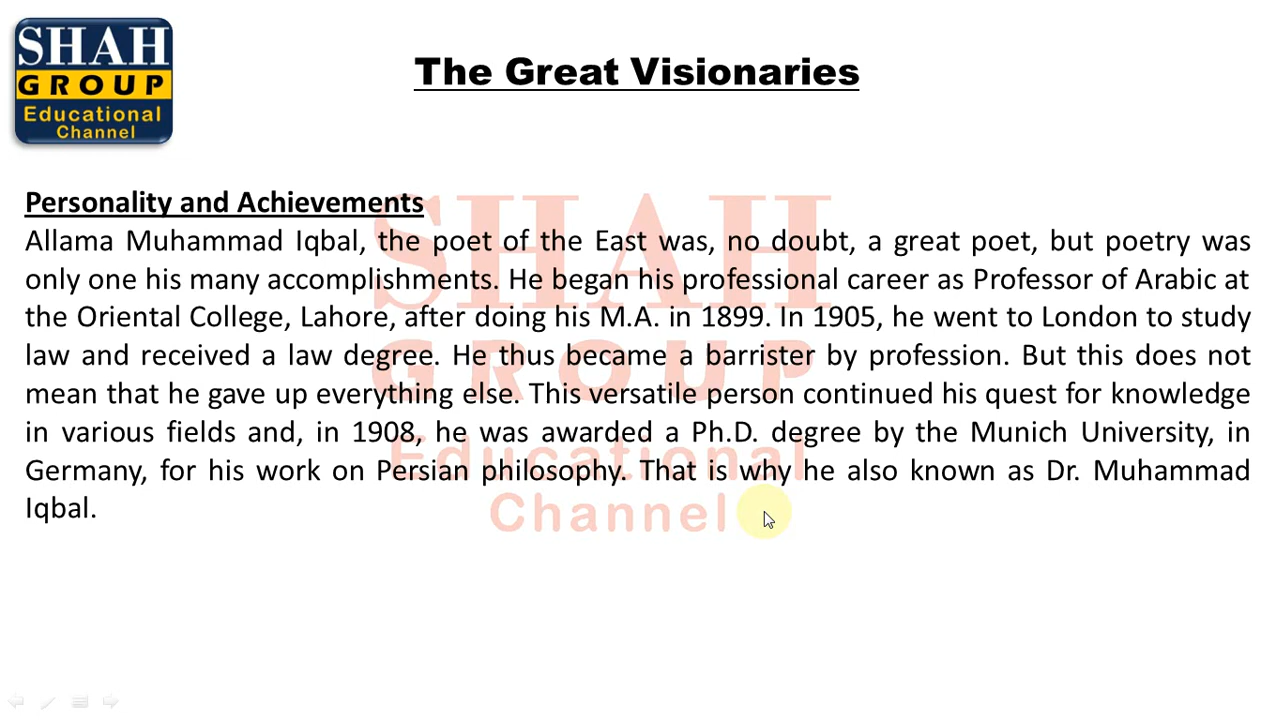 SHAH
GROUP
Educational
Channel
The Great Visionaries
Personality and Achievements
Allama Muhammad Iqbal, the poet of the East was, no doubt, a great poet, but poetry was
only one his many accomplishments. He began his professional career as Professor of Arabic at
the Oriental College, Lahore, after doing his M.A. in 1899. In 1905, he went to London to study
law and received a law degree. He thus became a barrister by profession. But this does not
mean that he gave up everything else. This versatile person continued his quest for knowledge
in various fields and, in 1908, he was awarded a Ph.D. degree by the Munich University, in
Germany, for his work on Persian philosophy. That is why he also known as Dr. Muhammad
Iqbal.
SHAH
GROUP
Educational
Channel